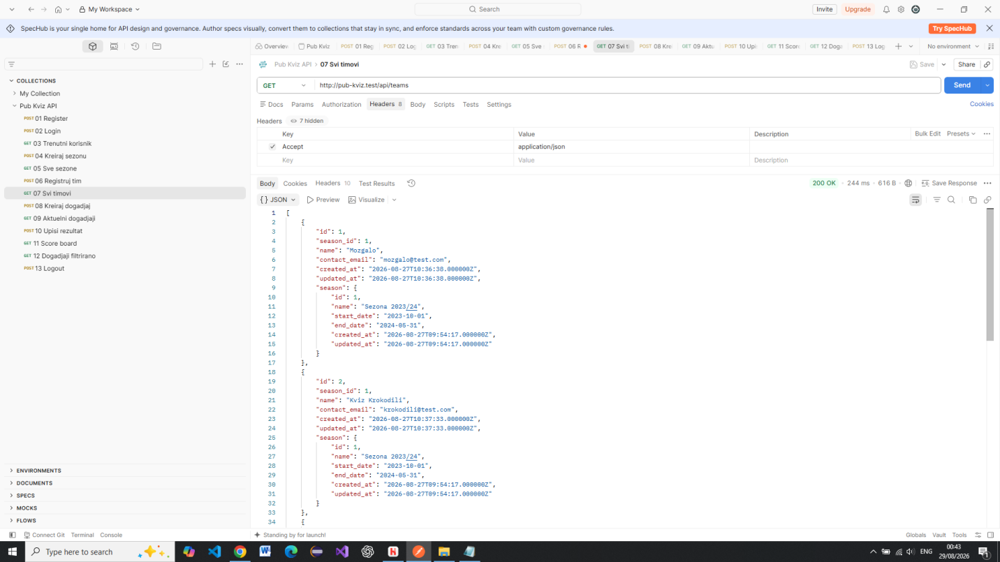 My Workspace
Search
Invite
Upgrade
SpecHub is your single home for API design and governance. Author specs visually, convert them to collections that stay in sync, and enforce standards across your team with custom governance rules.
Try SpecHub
Overview
Pub Kviz
POST 01 Reg
POST 02 Log
GET 03 Tren
POST 04 Kre
GET 05 Sve
POST 06 R
GET 07 Svi ti
POST 08 Kre
GET 09 Aktu
POST 10 Upi
GET 11 Score
GET 12 Doga
POST 13 Log
No environment
COLLECTIONS
My Collection
Pub Kviz API
POST 01 Register
POST 02 Login
GET 03 Trenutni korisnik
POST 04 Kreiraj sezonu
GET 05 Sve sezone
POST 06 Registruj tim
GET 07 Svi timovi
POST 08 Kreiraj dogadjaj
GET 09 Aktuelni dogadjaji
POST 10 Upisi rezultat
GET 11 Score board
GET 12 Dogadjaji filtrirano
POST 13 Logout
ENVIRONMENTS
DOCUMENTS
SPECS
MOCKS
FLOWS
HTTP Pub Kviz API > 07 Svi timovi
Save
Share
GET
http://pub-kviz.test/api/teams
Send
Docs Params Authorization Headers 8 Body Scripts Tests Settings
Cookies
Headers 7 hidden
Key Value Description Bulk Edit Presets
Accept application/json
Key Value Description
Body Cookies Headers 10 Test Results
200 OK • 244 ms • 616 B
Save Response
{} JSON Preview Visualize
1 [
2 {
3 "id": 1,
4 "season_id": 1,
5 "name": "Mozgalo",
6 "contact_email": "mozgalo@test.com",
7 "created_at": "2026-08-27T10:36:38.000000Z",
8 "updated_at": "2026-08-27T10:36:38.000000Z",
9 "season": {
10 "id": 1,
11 "name": "Sezona 2023/24",
12 "start_date": "2023-10-01",
13 "end_date": "2024-05-31",
14 "created_at": "2026-08-27T09:54:17.000000Z",
15 "updated_at": "2026-08-27T09:54:17.000000Z"
16 }
17 },
18 {
19 "id": 2,
20 "season_id": 1,
21 "name": "Kviz Krokodili",
22 "contact_email": "krokodili@test.com",
23 "created_at": "2026-08-27T10:37:33.000000Z",
24 "updated_at": "2026-08-27T10:37:33.000000Z",
25 "season": {
26 "id": 1,
27 "name": "Sezona 2023/24",
28 "start_date": "2023-10-01",
29 "end_date": "2024-05-31",
30 "created_at": "2026-08-27T09:54:17.000000Z",
31 "updated_at": "2026-08-27T09:54:17.000000Z"
32 }
33 },
34 {
Connect Git Terminal Console
Standing by for launch!
Globals Vault Tools
Type here to search
ENG
00:43
29/08/2026
1